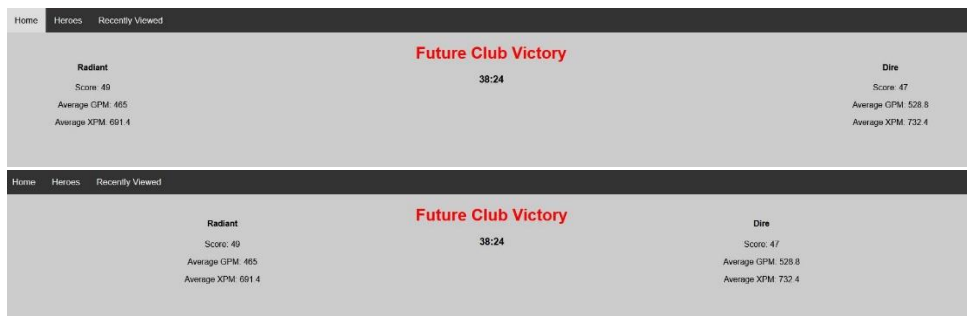 Home Heroes Recently Viewed
Future Club Victory
38:24
Radiant
Score: 49
Average GPM: 465
Average XPM: 691.4
Dire
Score: 47
Average GPM: 528.8
Average XPM: 732.4
Home Heroes Recently Viewed
Future Club Victory
38:24
Radiant
Score: 49
Average GPM: 465
Average XPM: 691.4
Dire
Score: 47
Average GPM: 528.8
Average XPM: 732.4